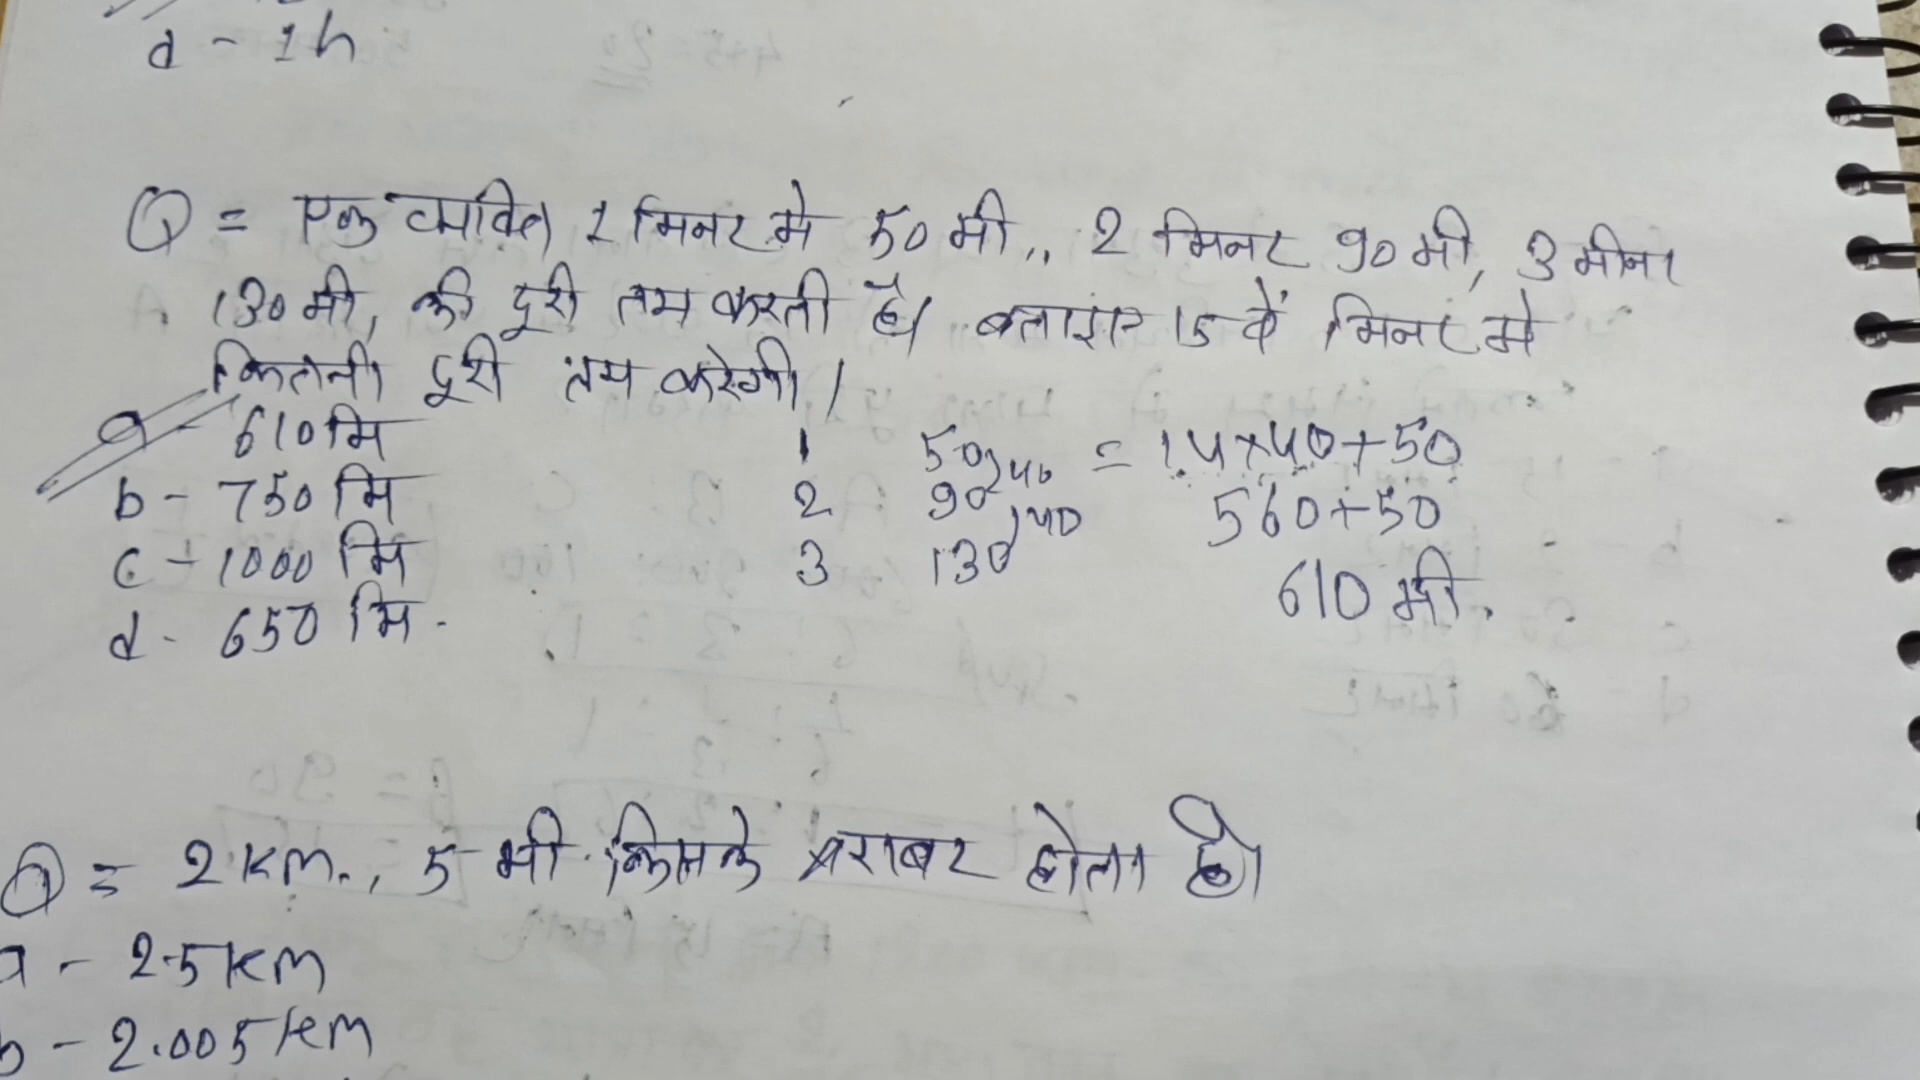 d - 1h
Q = एक व्यक्ति 1 मिनट मे 50 मी., 2 मिनट 90 मी, 3 मीनट
130 मी, की दूरी तय करती है। बताइए 15 वें मिनट मे
कितनी दूरी तय करेगी।
a - 610 मि
b - 750 मि
c - 1000 मि
d - 650 मि.
1 50 40 = 14×40+50
2 90 40 560+50
3 130 610 मी.
Q = 2 km., 5 मी. किसके बराबर होता है।
a - 2.5 km
b - 2.005 km